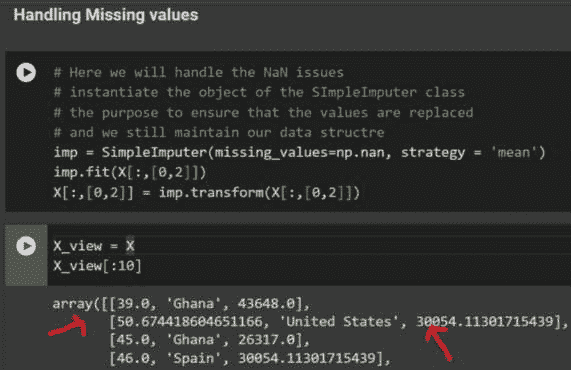 Handling Missing values
# Here we will handle the NaN issues
# instantiate the object of the SImpleImputer class
# the purpose to ensure that the values are replaced
# and we still maintain our data structre
imp = SimpleImputer(missing_values=np.nan, strategy = 'mean')
imp.fit(X[:,[0,2]])
X[:,[0,2]] = imp.transform(X[:,[0,2]])
X_view = X
X_view[:10]
array([[39.0, 'Ghana', 43648.0],
[50.674418604651166, 'United States', 30054.11301715439],
[45.0, 'Ghana', 26317.0],
[46.0, 'Spain', 30054.11301715439],